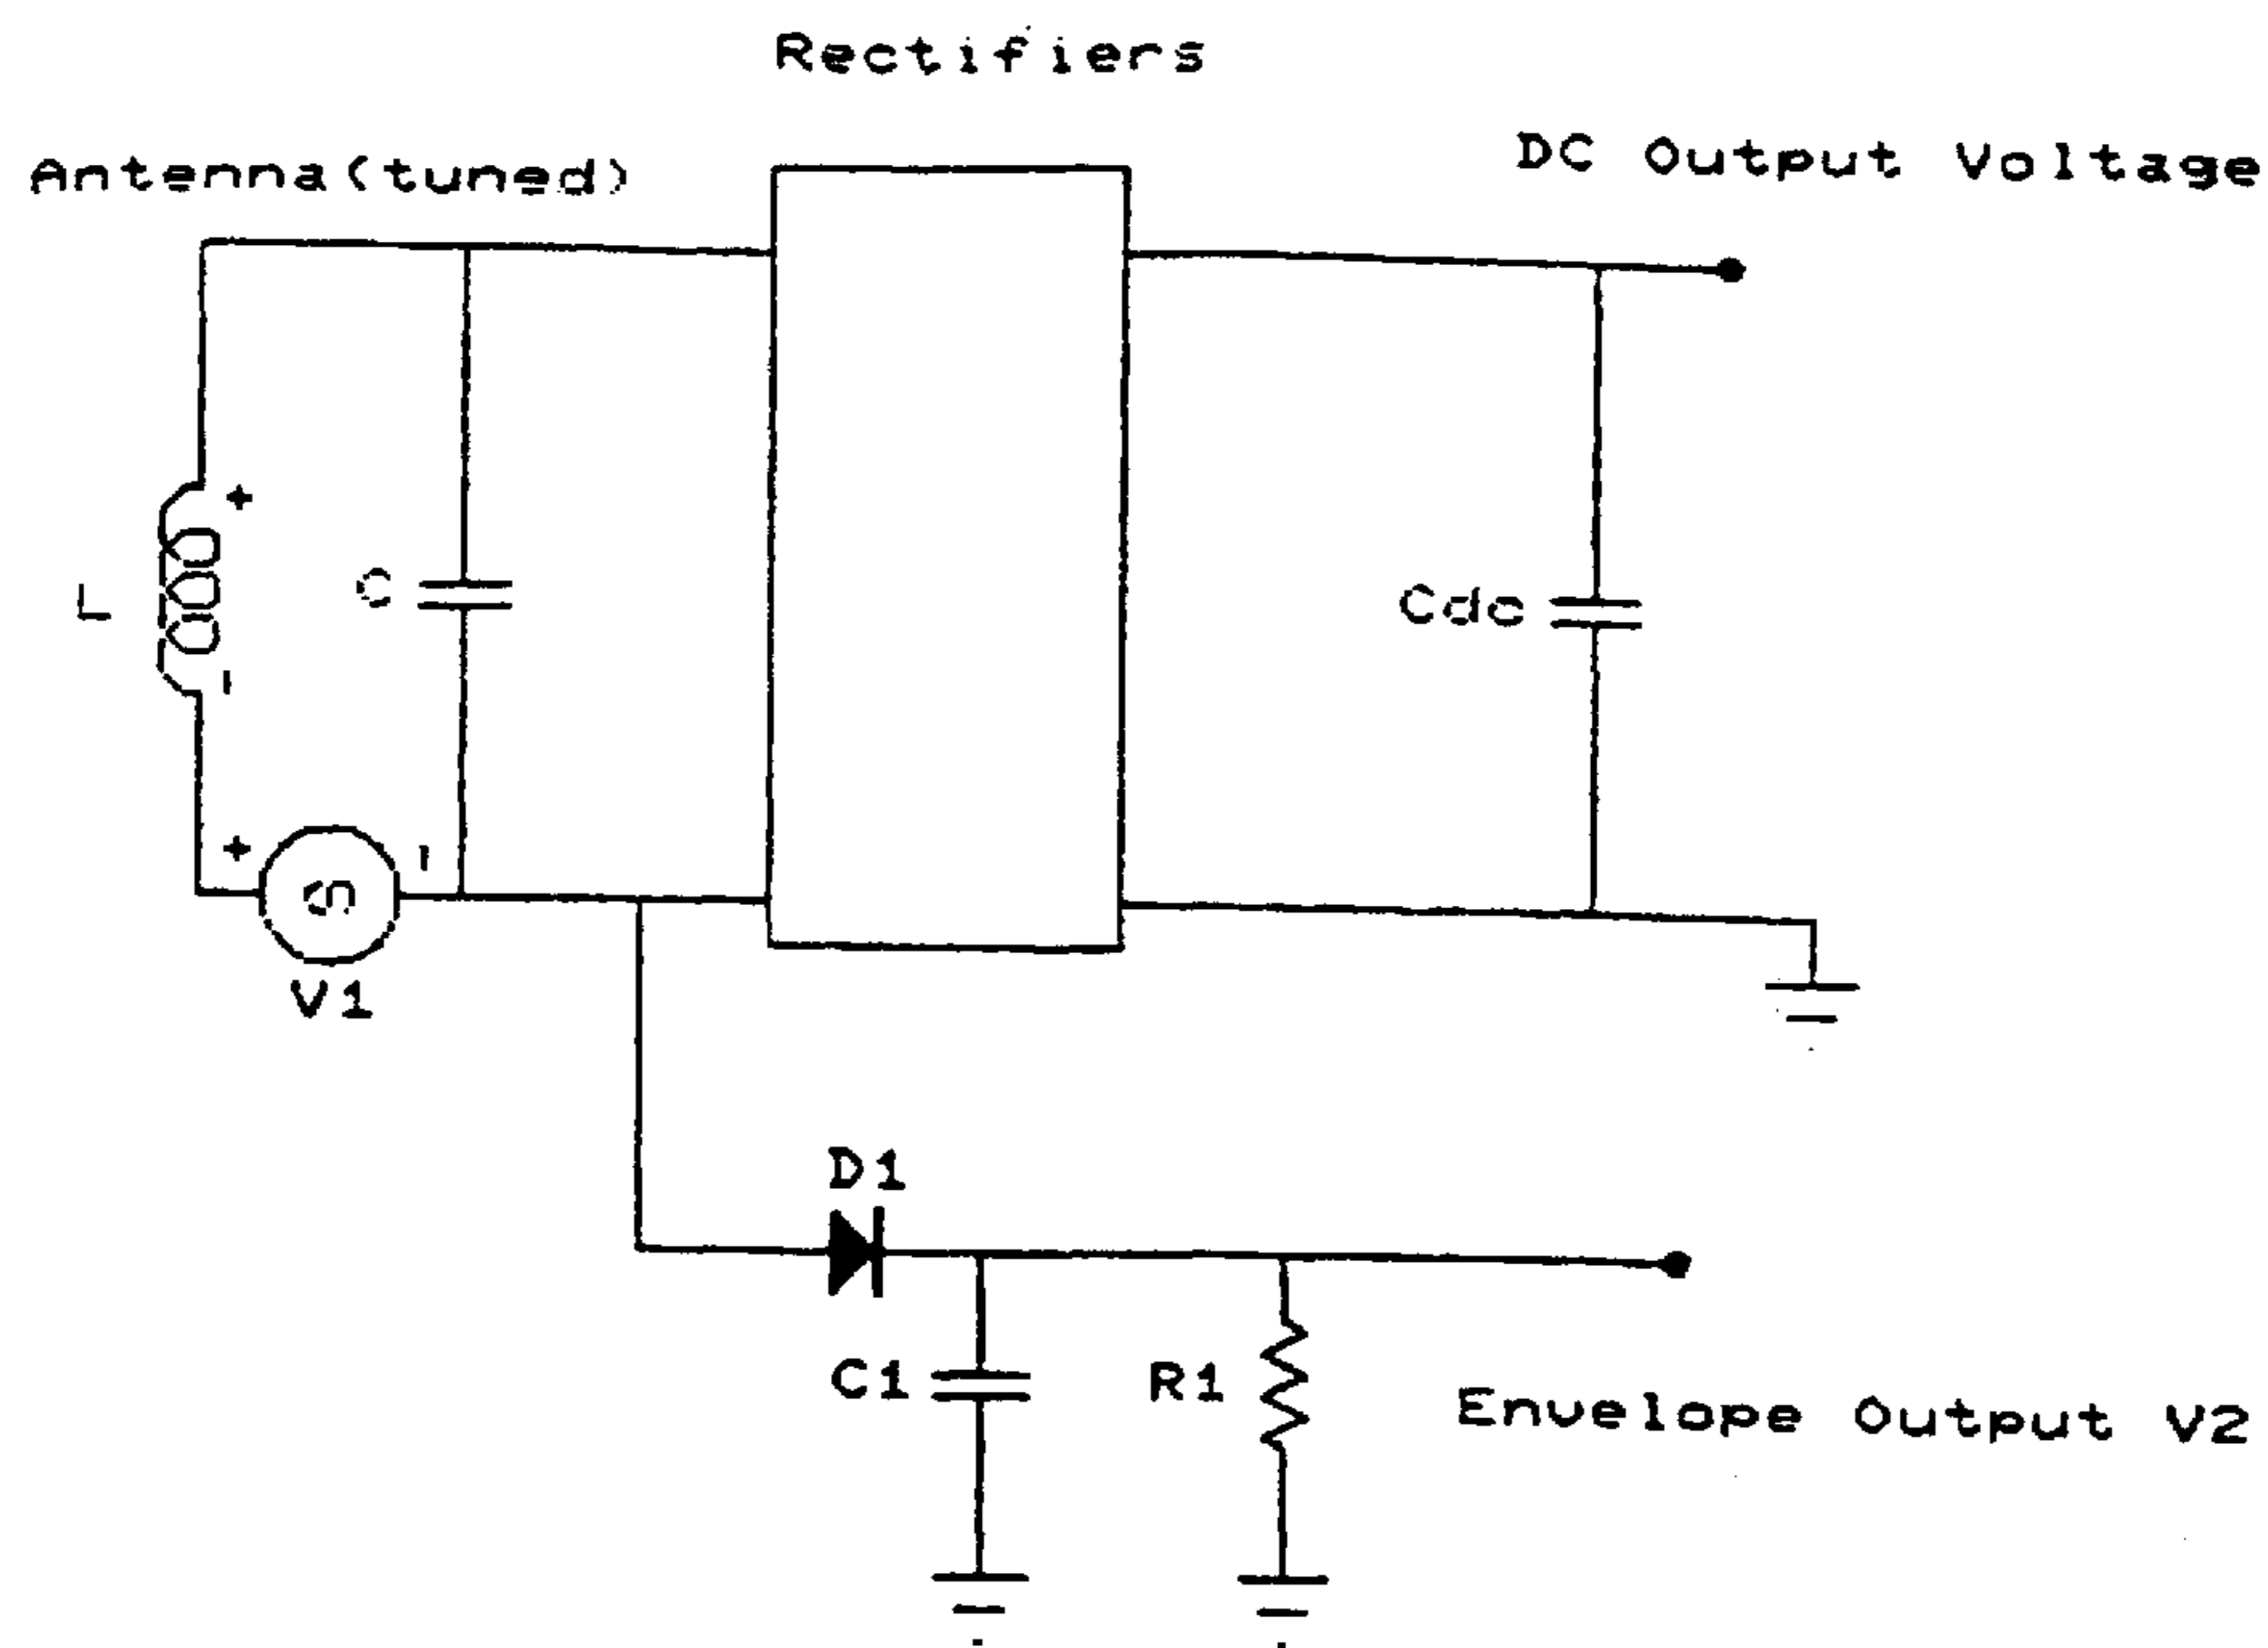 Rectifiers
Antenna(tuned)
DC Output Voltage
+
L
C
Cdc
-
+
-
V1
D1
C1
R1
Envelope Output V2